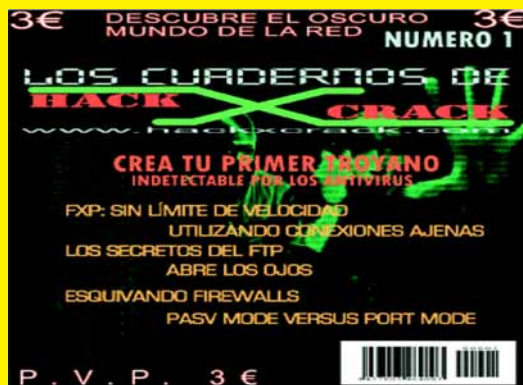 3€ DESCUBRE EL OSCURO 3€
MUNDO DE LA RED
NUMERO 1
LOS CUADERNOS DE
HACK X CRACK
www.hackxcrack.com
CREA TU PRIMER TROYANO
INDETECTABLE POR LOS ANTIVIRUS
FXP: SIN LÍMITE DE VELOCIDAD
UTILIZANDO CONEXIONES AJENAS
LOS SECRETOS DEL FTP
ABRE LOS OJOS
ESQUIVANDO FIREWALLS
PASV MODE VERSUS PORT MODE
P.V.P. 3€